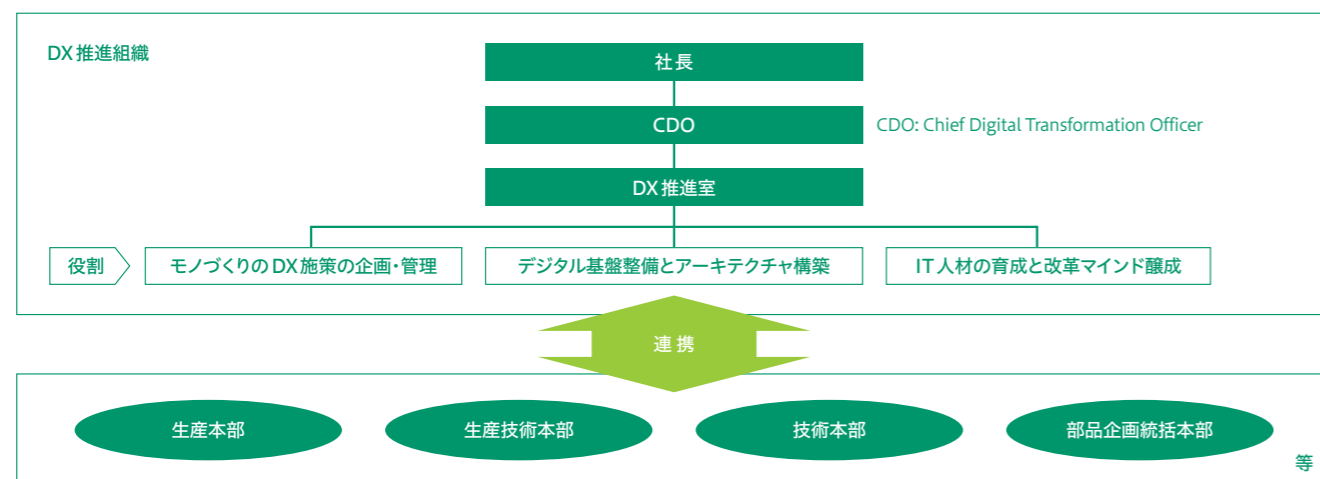 DX推進組織
社長
CDO
CDO: Chief Digital Transformation Officer
DX推進室
役割
モノづくりのDX施策の企画・管理
デジタル基盤整備とアーキテクチャ構築
IT人材の育成と改革マインド醸成
連携
生産本部
生産技術本部
技術本部
部品企画統括本部
等